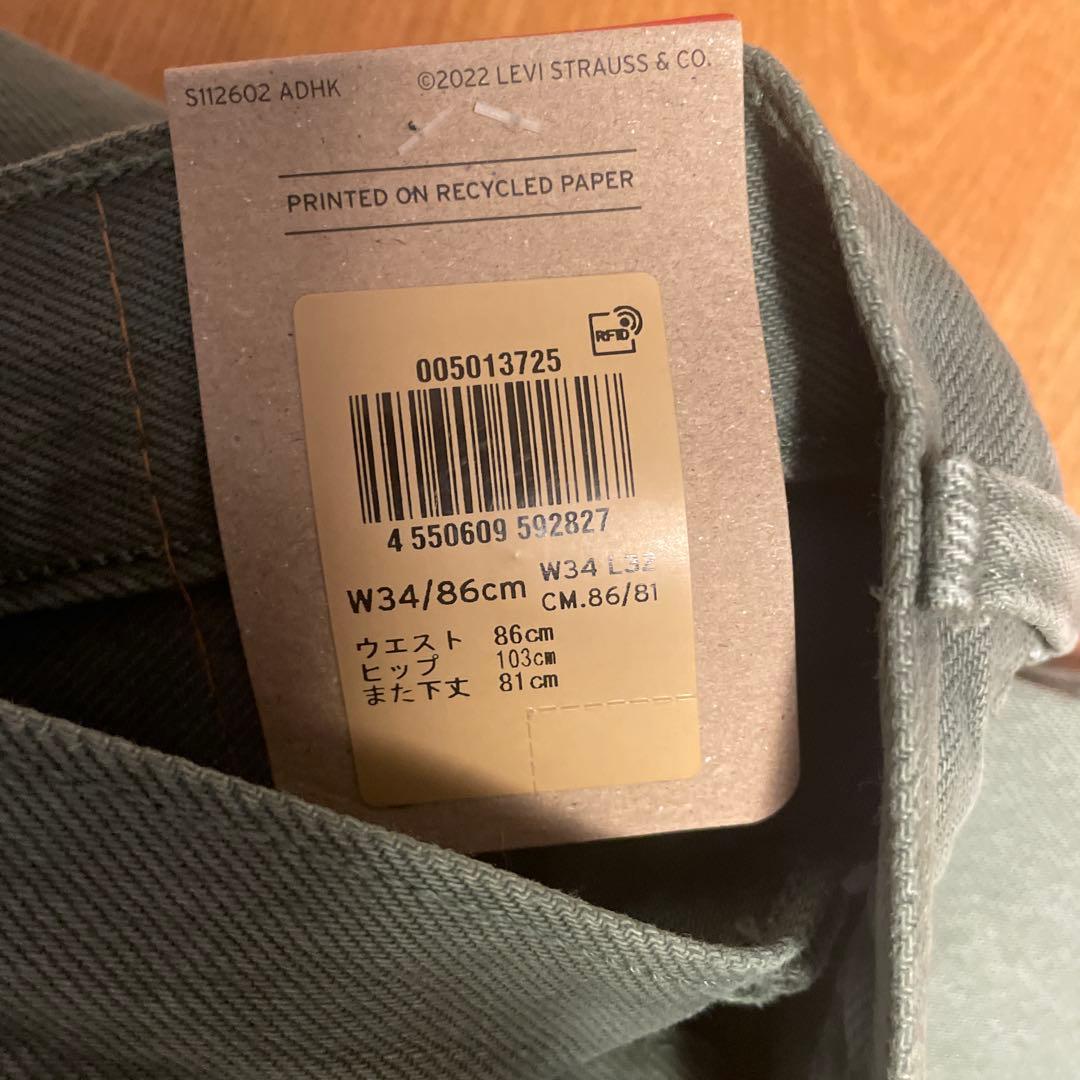 S112602 ADHK
©2022 LEVI STRAUSS & CO.
PRINTED ON RECYCLED PAPER
RFID
005013725
4 550609 592827
W34/86cm
W34 L32
CM.86/81
ウエスト 86cm
ヒップ 103cm
また下丈 81cm